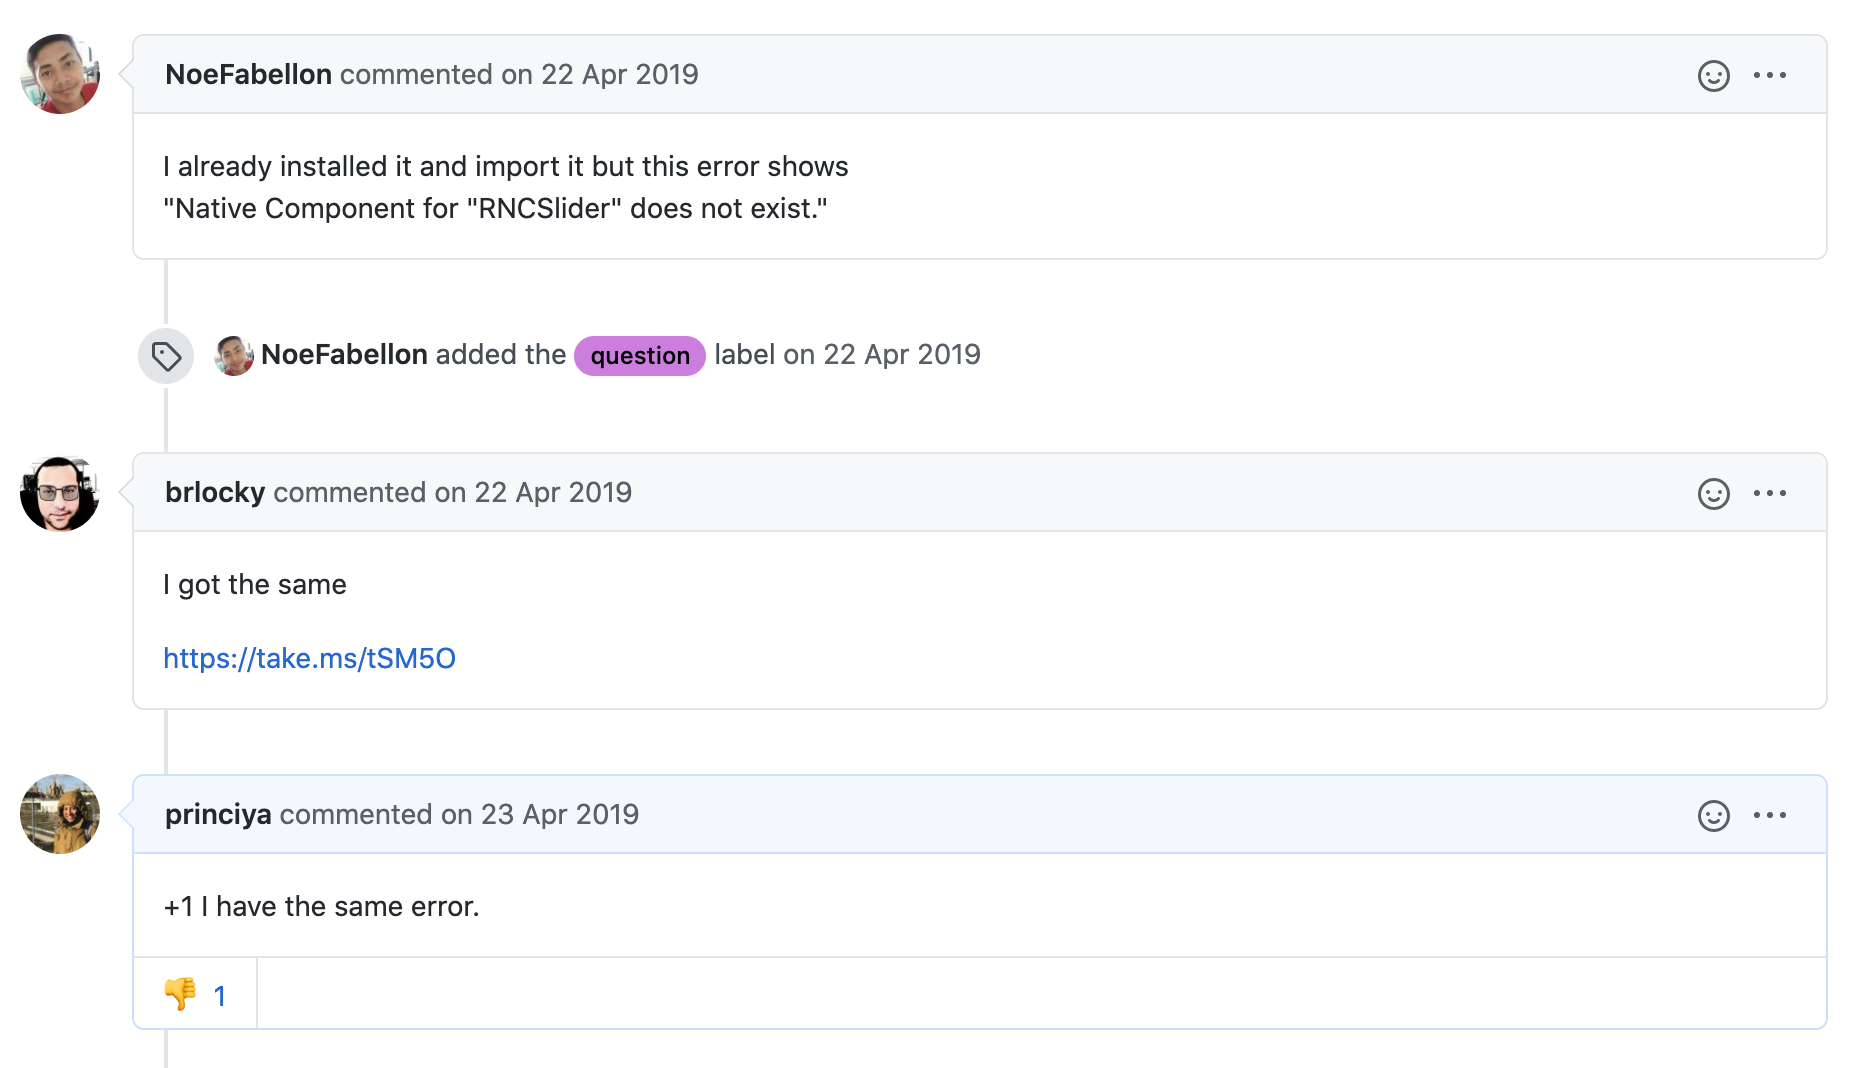 NoeFabellon commented on 22 Apr 2019
I already installed it and import it but this error shows
"Native Component for "RNCSlider" does not exist."
NoeFabellon added the question label on 22 Apr 2019
brlocky commented on 22 Apr 2019
I got the same
https://take.ms/tSM5O
princiya commented on 23 Apr 2019
+1 I have the same error.
1